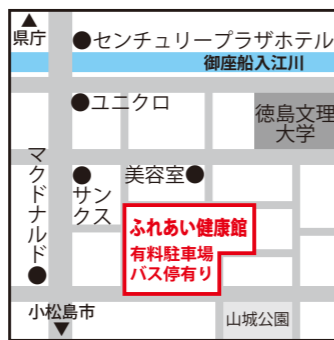 ▲
県庁
●センチュリープラザホテル
御座船入江川
●ユニクロ
徳島文理
大学
マクドナルド●
●サンクス
美容室●
ふれあい健康館
有料駐車場
バス停有り
小松島市
▼
山城公園